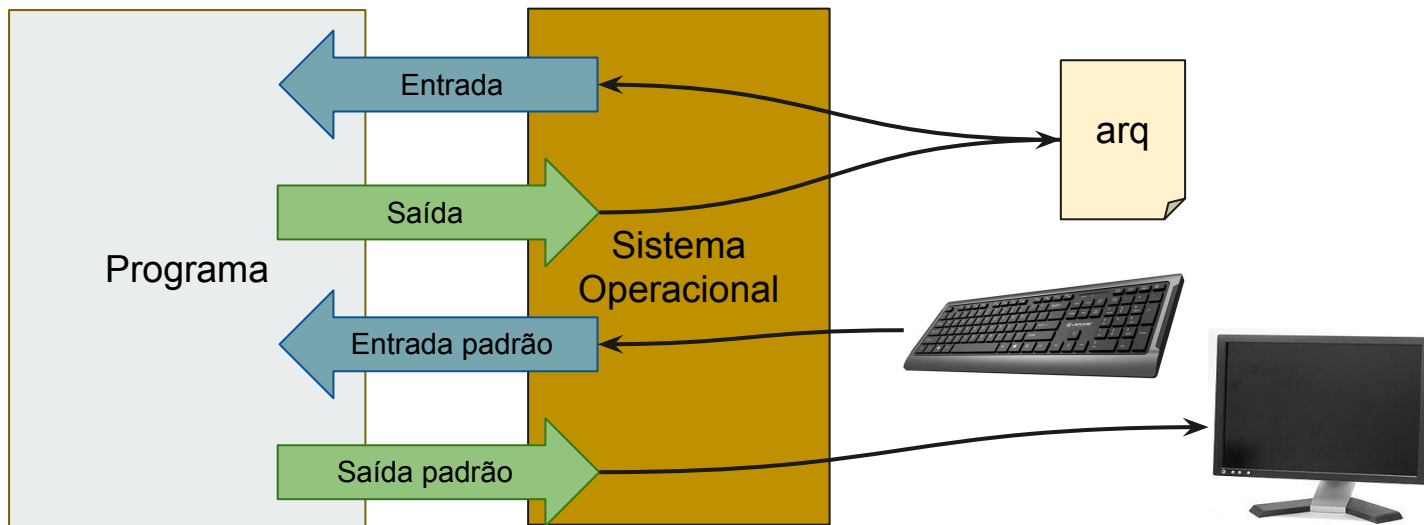 Entrada
arq
Saída
Programa
Sistema
Operacional
Entrada padrão
Saída padrão